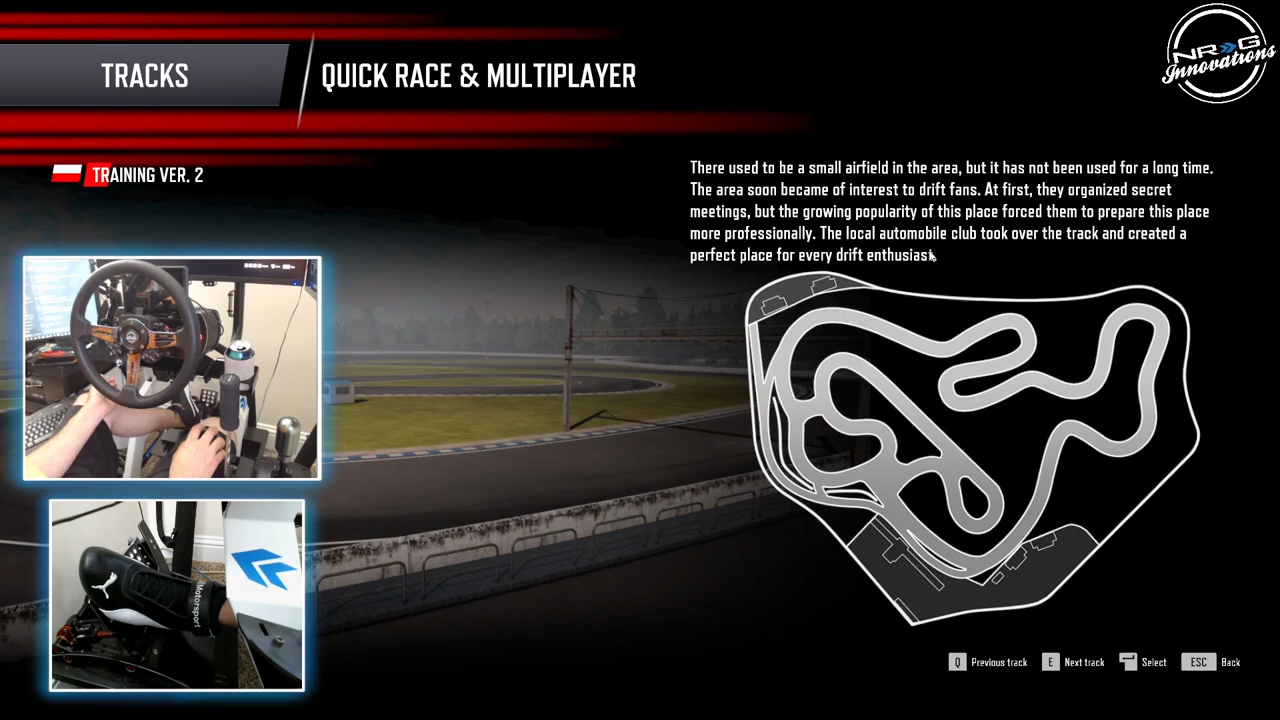 TRACKS
QUICK RACE & MULTIPLAYER
NRG
Innovations
TRAINING VER. 2
There used to be a small airfield in the area, but it has not been used for a long time.
The area soon became of interest to drift fans. At first, they organized secret
meetings, but the growing popularity of this place forced them to prepare this place
more professionally. The local automobile club took over the track and created a
perfect place for every drift enthusiast
Motorsport
Q Previous track
E Next track
Select
ESC Back